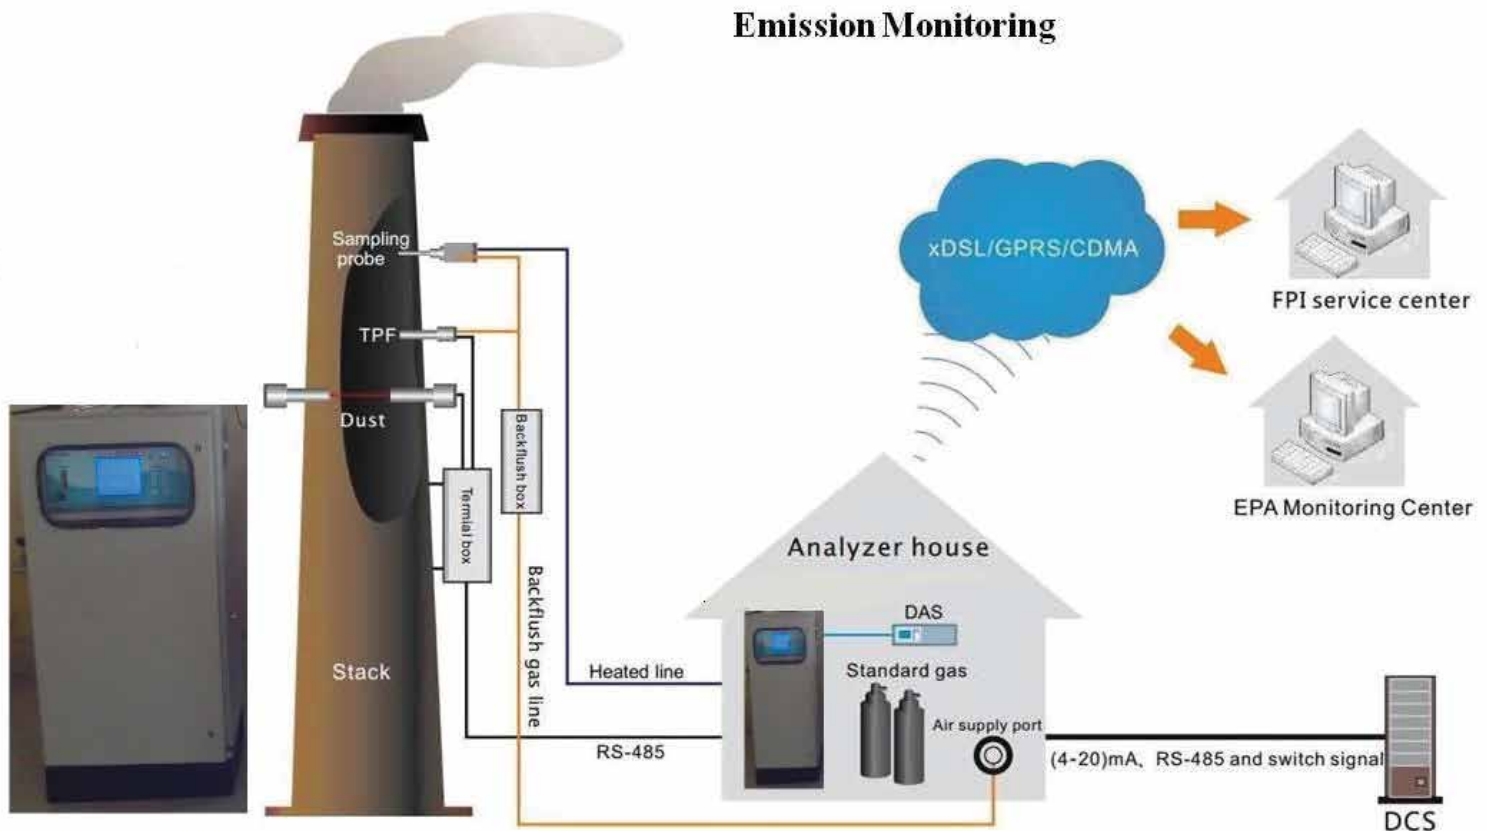 Emission Monitoring
Sampling
probe
TPF
Dust
Backflush box
Termial box
Backflush gas line
Stack
Heated line
RS-485
xDSL/GPRS/CDMA
FPI service center
EPA Monitoring Center
Analyzer house
DAS
Standard gas
Air supply port
(4-20)mA、RS-485 and switch signal
DCS